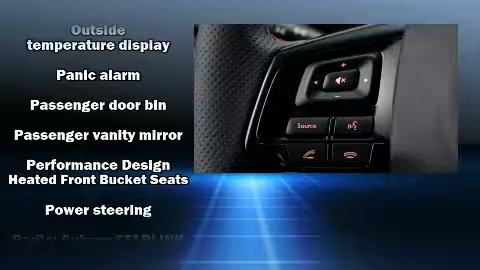 Outside
temperature display
Panic alarm
Passenger door bin
Passenger vanity mirror
Performance Design
Heated Front Bucket Seats
Power steering
Source